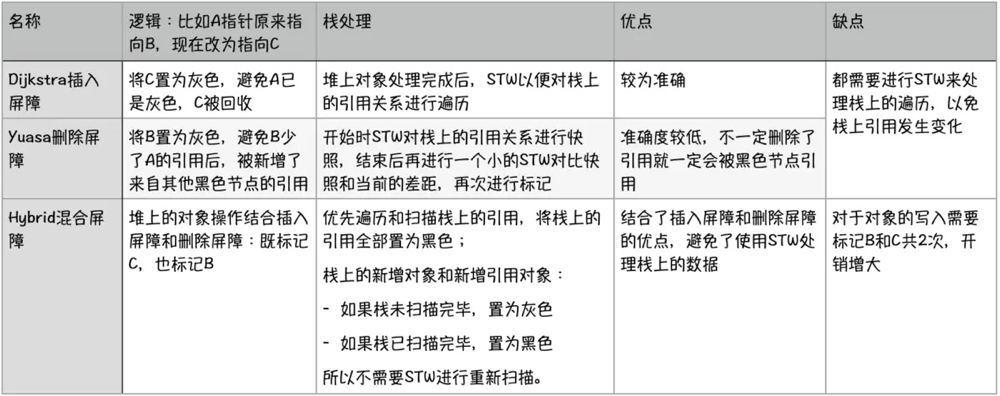 名称
逻辑：比如A指针原来指
向B，现在改为指向C
栈处理
优点
缺点
Dijkstra插入
屏障
将C置为灰色，避免A已
是灰色，C被回收
堆上对象处理完成后，STW以便对栈上
的引用关系进行遍历
较为准确
都需要进行STW来处
理栈上的遍历，以免
栈上引用发生变化
Yuasa删除屏
障
将B置为灰色，避免B少
了A的引用后，被新增了
来自其他黑色节点的引用
开始时STW对栈上的引用关系进行快
照，结束后再进行一个小的STW对比快
照和当前的差距，再次进行标记
准确度较低，不一定删除了
引用就一定会被黑色节点引
用
Hybrid混合屏
障
堆上的对象操作结合插入
屏障和删除屏障：既标记
C，也标记B
优先遍历和扫描栈上的引用，将栈上的
引用全部置为黑色；
栈上的新增对象和新增引用对象：
- 如果栈未扫描完毕，置为灰色
- 如果栈已扫描完毕，置为黑色
所以不需要STW进行重新扫描。
结合了插入屏障和删除屏障
的优点，避免了使用STW处
理栈上的数据
对于对象的写入需要
标记B和C共2次，开
销增大